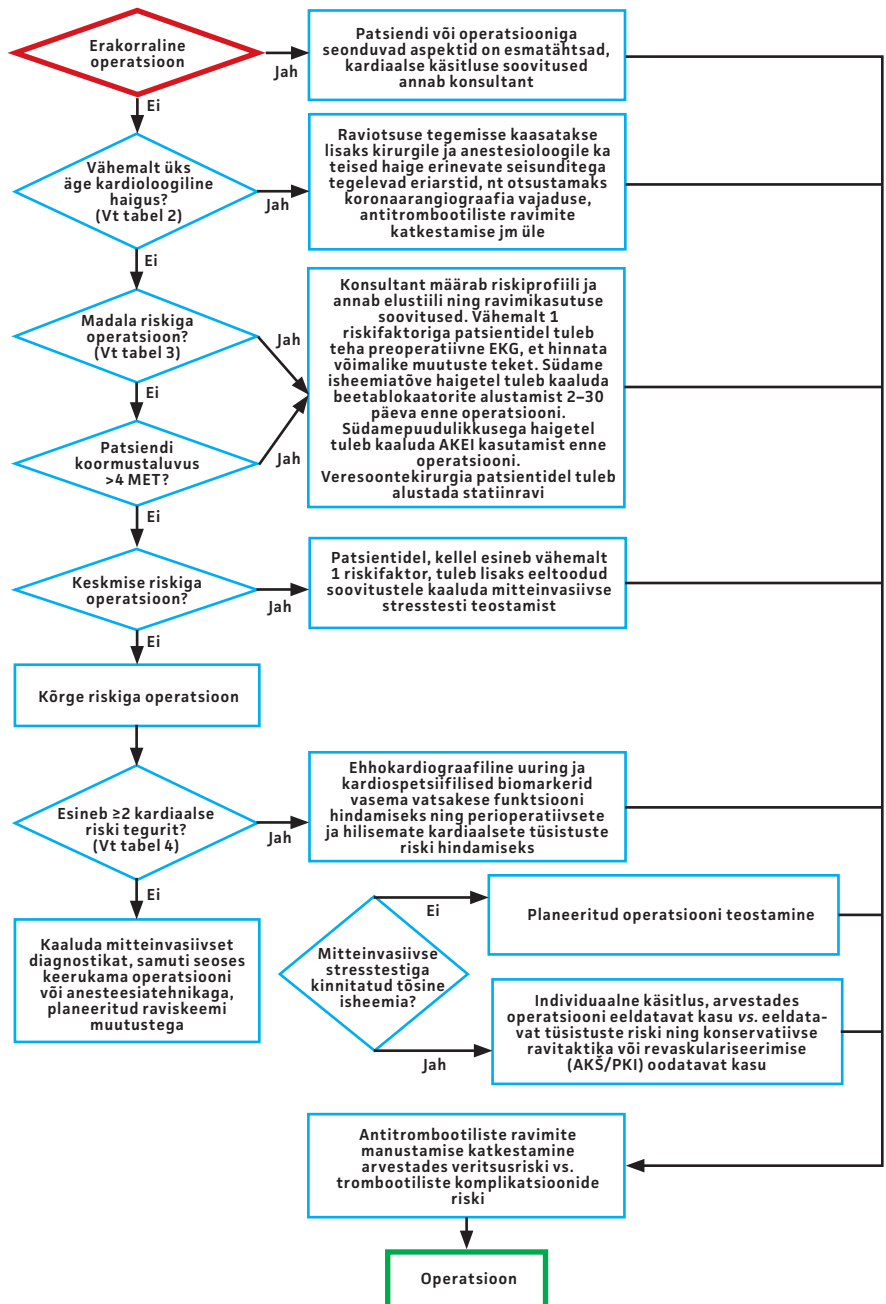 Erakorraline
operatsioon
Jah
Patsiendi või operatsiooniga
seonduvad aspektid on esmatähtsad,
kardiaalse käsitluse soovitused
annab konsultant
Ei
Vähemalt üks
äge kardioloogiline
haigus?
(Vt tabel 2)
Jah
Raviotsuse tegemisse kaasatakse
lisaks kirurgile ja anestesioloogile ka
teised haige erinevate seisunditega
tegelevad eriarstid, nt otsustamaks
koronaarangiograafia vajaduse,
antitrombootiliste ravimite
katkestamise jm üle
Ei
Madala riskiga
operatsioon?
(Vt tabel 3)
Jah
Konsultant määrab riskiprofiili ja
annab elustiili ning ravimikasutuse
soovitused. Vähemalt 1
riskifaktoriga patsientidel tuleb
teha preoperatiivne EKG, et hinnata
võimalike muutuste teket. Südame
isheemiatõve haigetel tuleb kaaluda
beetablokaatorite alustamist 2–30
päeva enne operatsiooni.
Südamepuudulikkusega haigetel
tuleb kaaluda AKEI kasutamist enne
operatsiooni.
Veresoontekirurgia patsientidel tuleb
alustada statiinravi
Ei
Patsiendi
koormustaluvus
>4 MET?
Jah
Ei
Keskmise riskiga
operatsioon?
Jah
Patsientidel, kellel esineb vähemalt
1 riskifaktor, tuleb lisaks eeltoodud
soovitustele kaaluda mitteinvasiivse
stresstesti teostamist
Ei
Kõrge riskiga operatsioon
Esineb ≥2 kardiaalse
riski tegurit?
(Vt tabel 4)
Jah
Ehhokardiograafiline uuring ja
kardiospetsiifilised biomarkerid
vasema vatsakese funktsiooni
hindamiseks ning perioperatiivsete
ja hilisemate kardiaalsete tüsistuste
riski hindamiseks
Ei
Kaaluda mitteinvasiivset
diagnostikat, samuti seoses
keerukama operatsiooni
või anesteesiatehnikaga,
planeeritud raviskeemi
muutustega
Mitteinvasiivse
stresstestiga
kinnitatud tõsine
isheemia?
Ei
Planeeritud operatsiooni teostamine
Jah
Individuaalne käsitlus, arvestades
operatsiooni eeldatavat kasu vs. eeldata-
vat tüsistuste riski ning konservatiivse
ravitaktika või revaskulariseerimise
(AKŠ/PKI) oodatavat kasu
Antitrombootiliste ravimite
manustamise katkestamine
arvestades veritsusriski vs.
trombootiliste komplikatsioonide
riski
Operatsioon